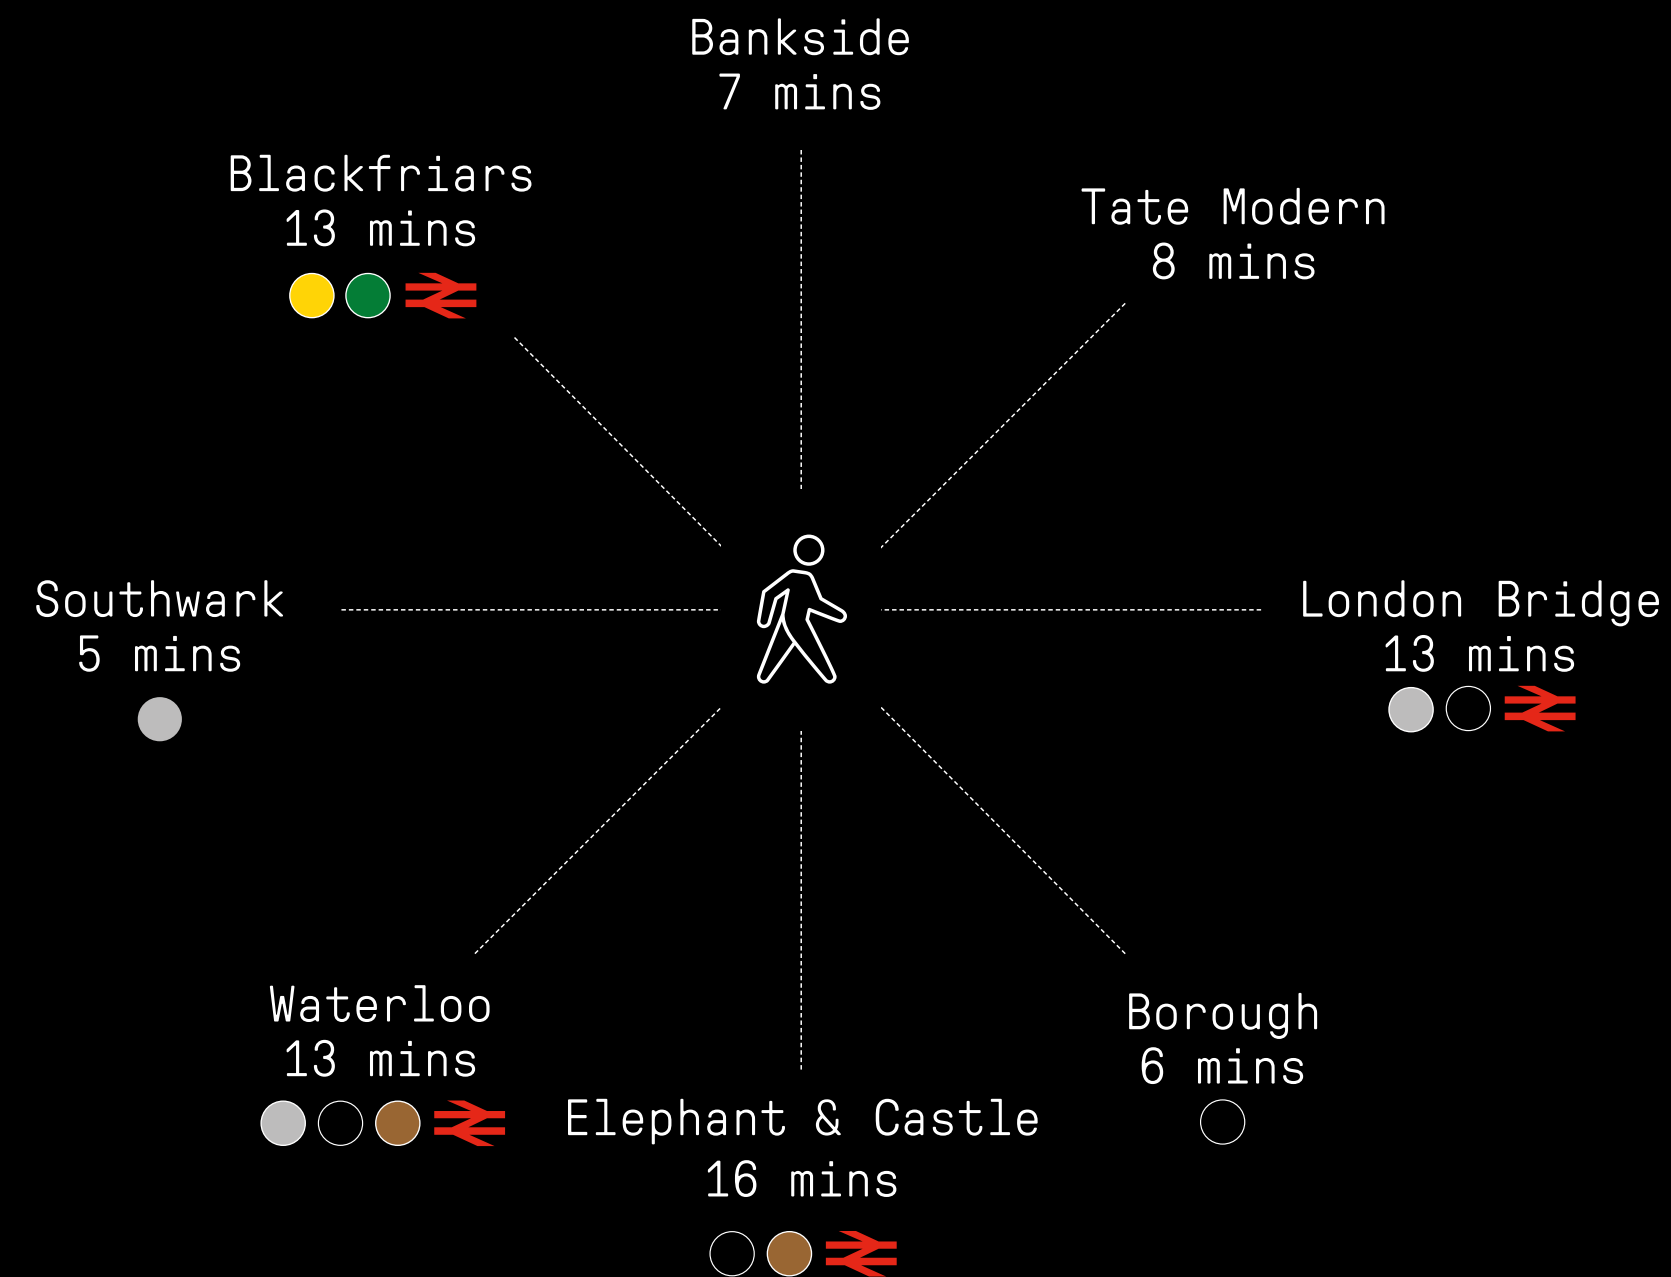 Bankside
7 mins
Blackfriars
13 mins
Tate Modern
8 mins
Southwark
5 mins
London Bridge
13 mins
Waterloo
13 mins
Borough
6 mins
Elephant & Castle
16 mins